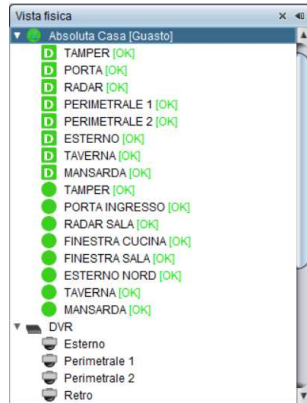 Vista fisica
Absoluta Casa [Guasto]
D TAMPER [OK]
D PORTA [OK]
D RADAR [OK]
D PERIMETRALE 1 [OK]
D PERIMETRALE 2 [OK]
D ESTERNO [OK]
D TAVERNA [OK]
D MANSARDA [OK]
TAMPER [OK]
PORTA INGRESSO [OK]
RADAR SALA [OK]
FINESTRA CUCINA [OK]
FINESTRA SALA [OK]
ESTERNO NORD [OK]
TAVERNA [OK]
MANSARDA [OK]
DVR
Esterno
Perimetrale 1
Perimetrale 2
Retro